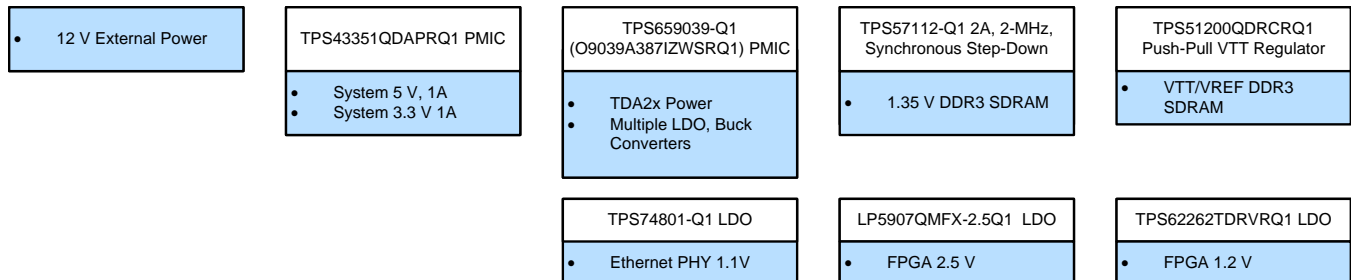 • 12 V External Power
TPS43351QDAPRQ1 PMIC
• System 5 V, 1A
• System 3.3 V 1A
TPS659039-Q1
(O9039A387IZWSRQ1) PMIC
• TDA2x Power
• Multiple LDO, Buck
Converters
TPS57112-Q1 2A, 2-MHz,
Synchronous Step-Down
• 1.35 V DDR3 SDRAM
TPS51200QDRCRQ1
Push-Pull VTT Regulator
• VTT/VREF DDR3
SDRAM
TPS74801-Q1 LDO
• Ethernet PHY 1.1V
LP5907QMFX-2.5Q1 LDO
• FPGA 2.5 V
TPS62262TDRVRQ1 LDO
• FPGA 1.2 V